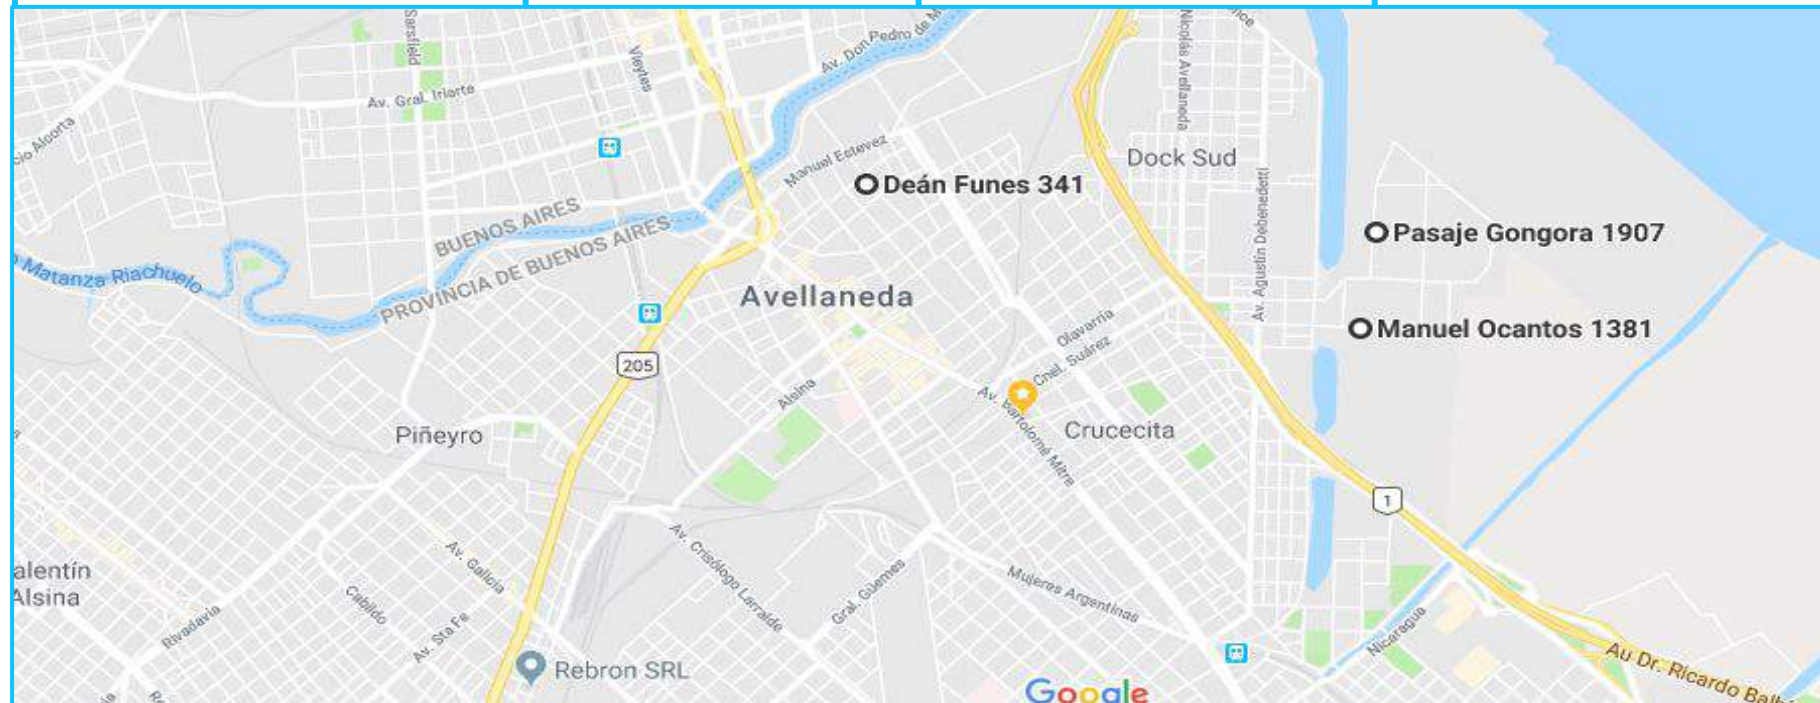 Sarsfield
Vieytes
Av. Don Pedro de M
Nicolás Avellaneda
Av. Gral. Iriarte
cio Alcorta
Manuel Estevez
Dock Sud
Deán Funes 341
Av. Agustín Debenedetti
BUENOS AIRES
PROVINCIA DE BUENOS AIRES
Pasaje Gongora 1907
o Matanza Riachuelo
Avellaneda
Olavarría
Manuel Ocantos 1381
Cnel. Suárez
205
Alsina
Av. Bartolomé Mitre
Piñeyro
Crucecita
1
Av. Galicia
Av. Crisólogo Larralde
Gral. Güemes
Mujeres Argentinas
alentín
Alsina
Cabildo
Rivadavia
Av. Sta Fe
Nicaragua
Rebron SRL
Au Dr. Ricardo Balbí
Google